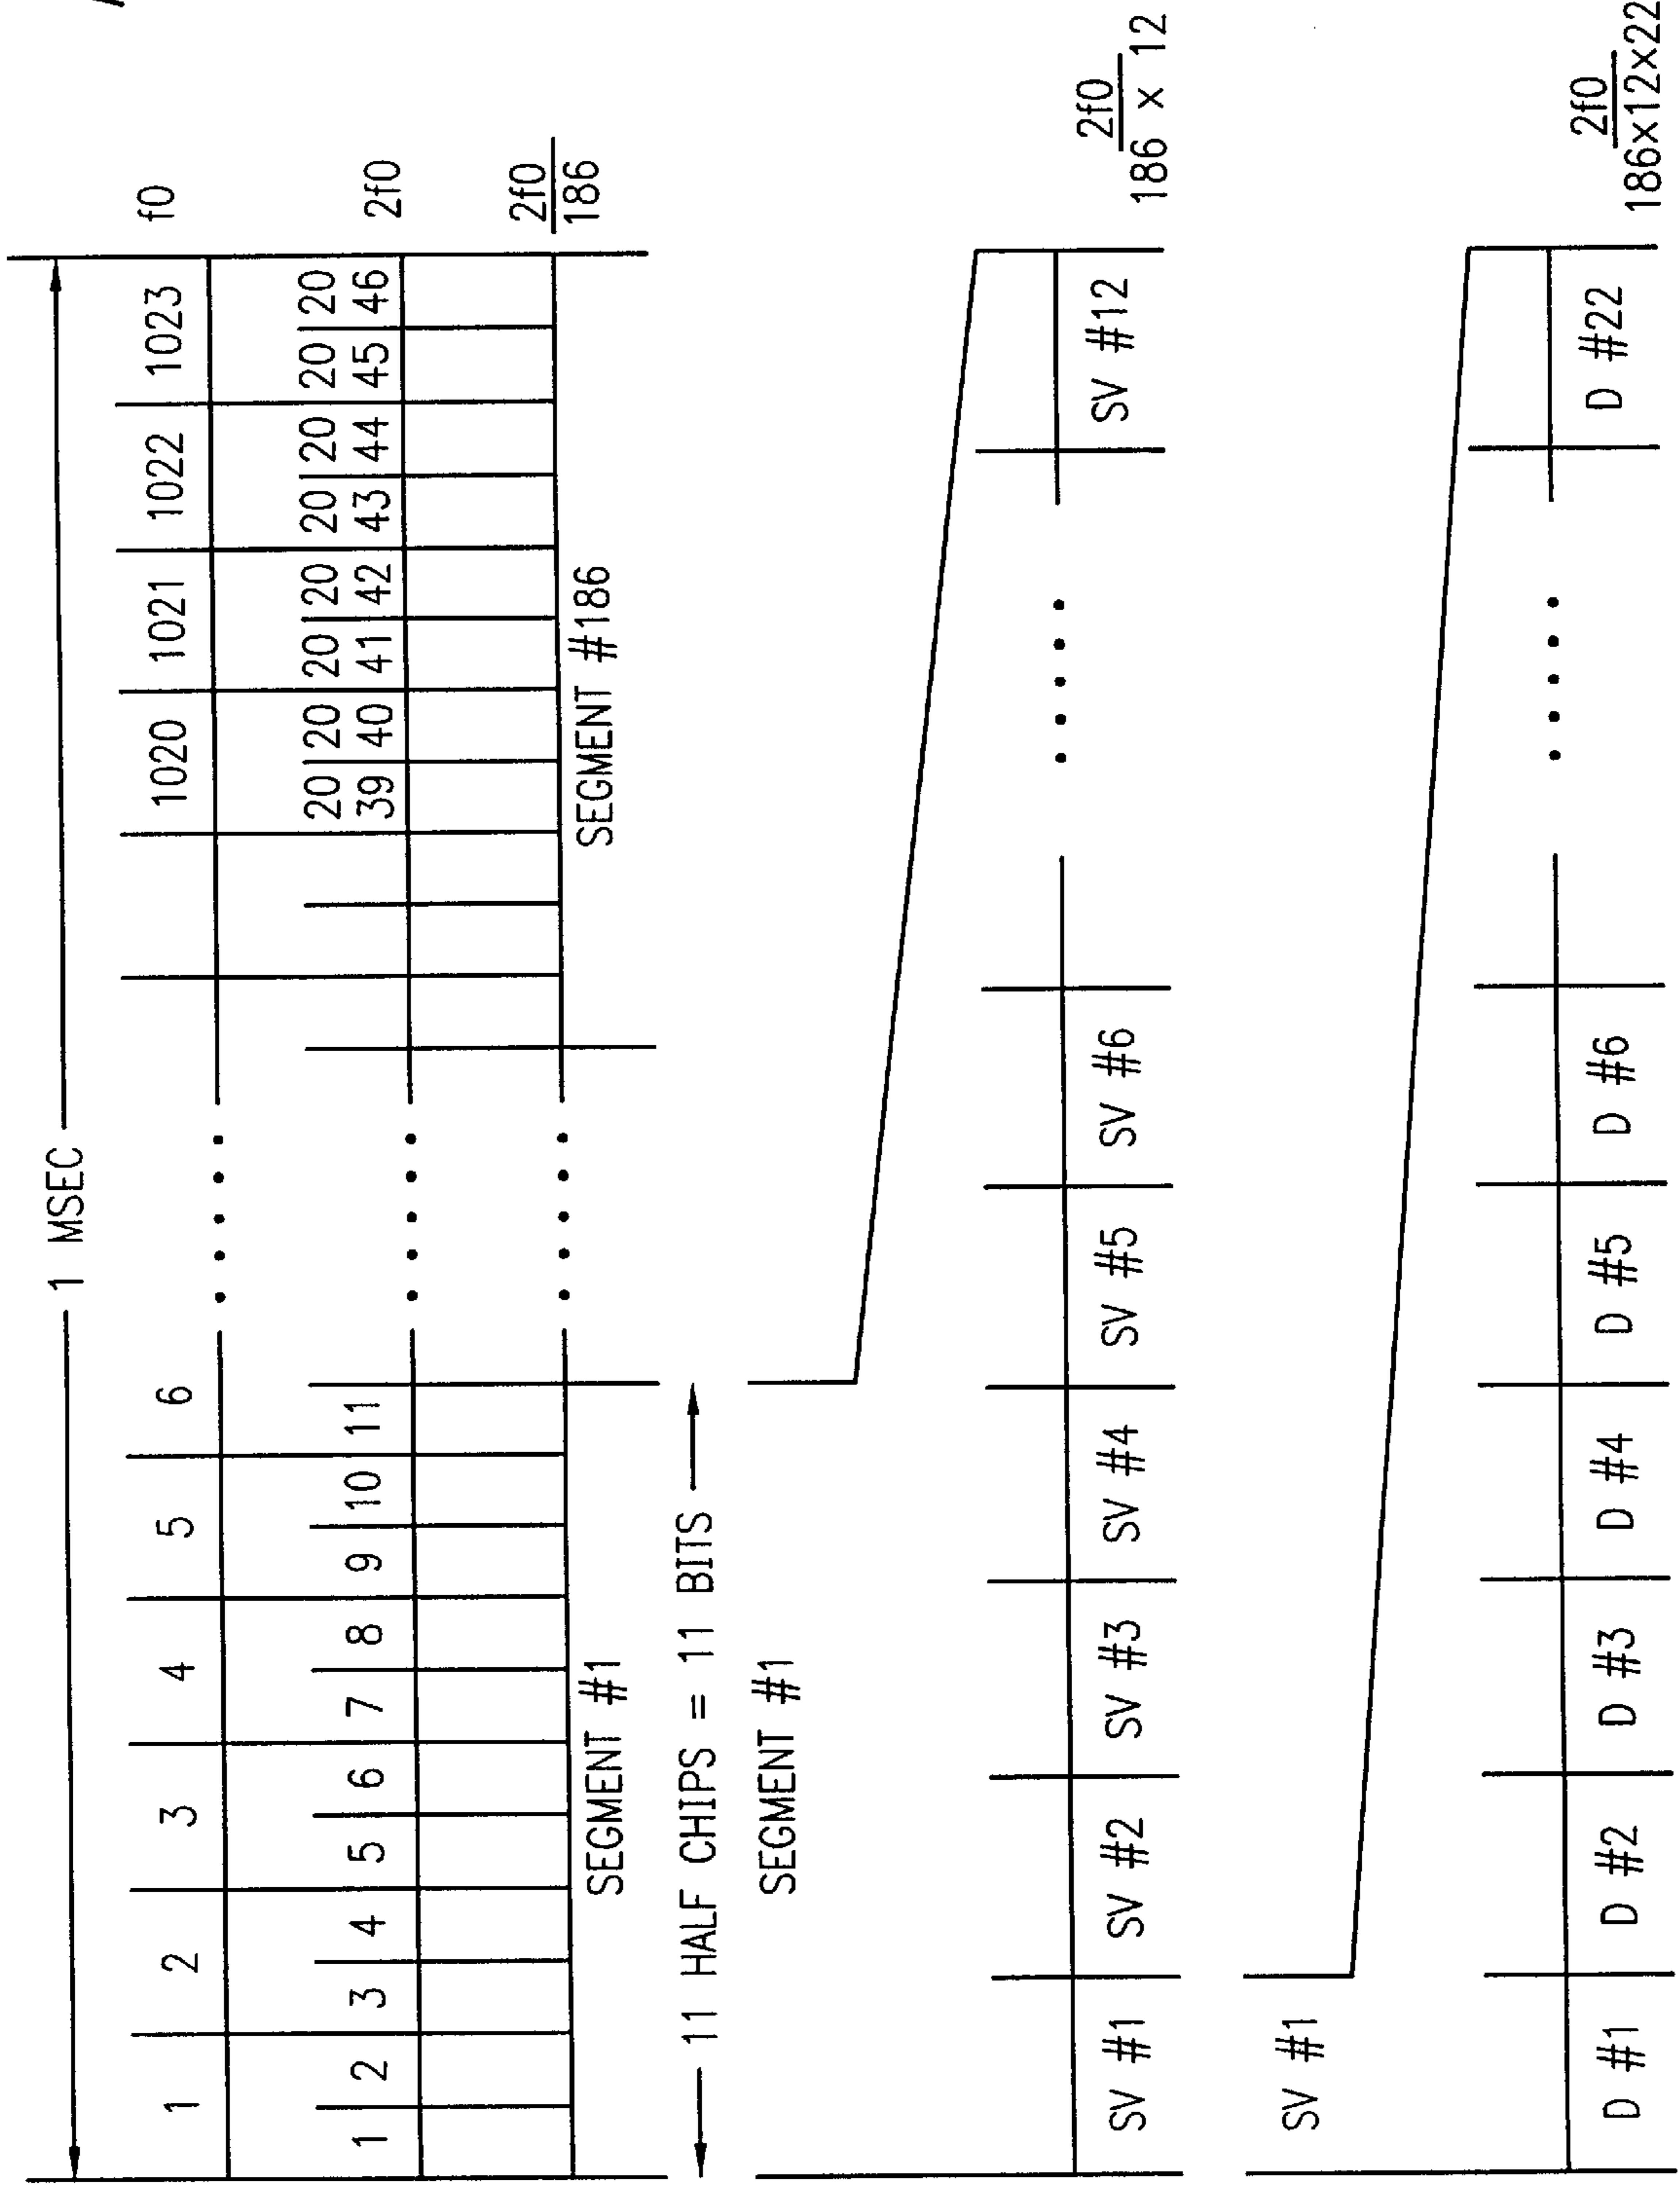 1 MSEC
1 2 3 4 5 6 1020 1021 1022 1023 f0
20 20 20 20 20 20 20 20
1 2 3 4 5 6 7 8 9 10 11 39 40 41 42 43 44 45 46 2f0
SEGMENT #1 SEGMENT #186 2f0
186
11 HALF CHIPS = 11 BITS
SEGMENT #1
SV #1 SV #2 SV #3 SV #4 SV #5 SV #6 SV #12 2f0
186 x 12
SV #1
D #1 D #2 D #3 D #4 D #5 D #6 D #22 2f0
186x12x22